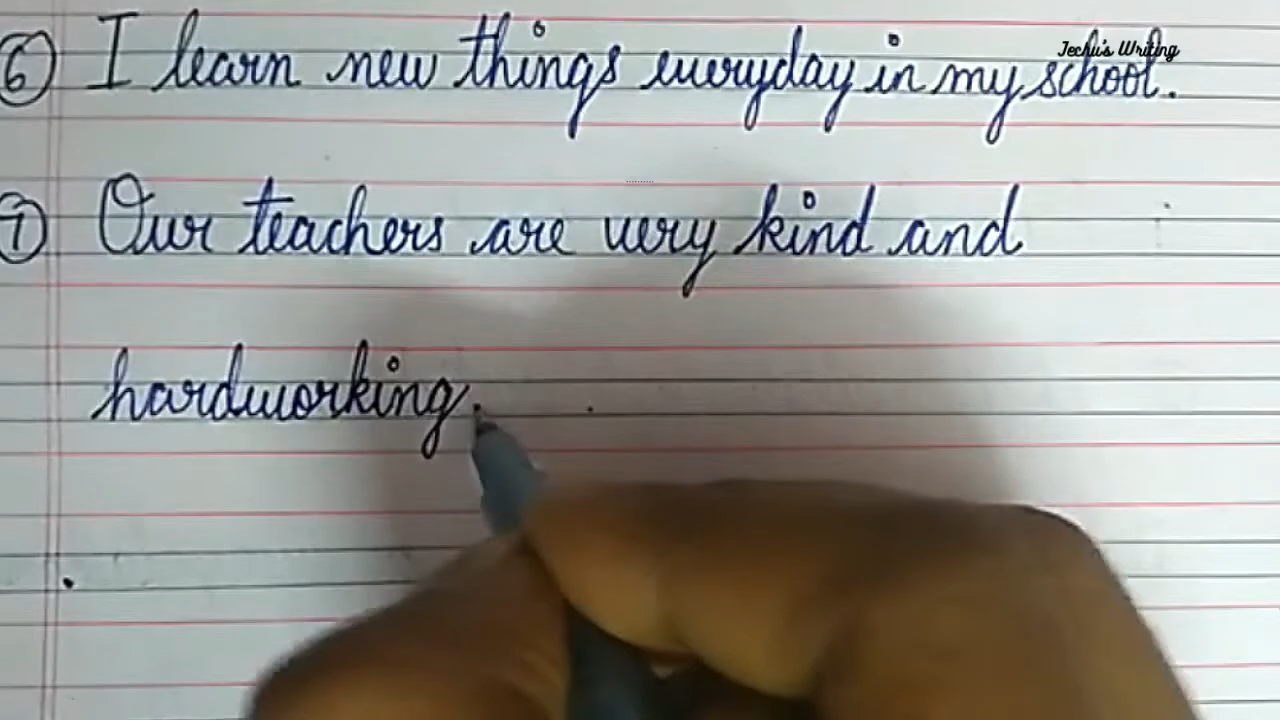 Jechu's Writing
6 I learn new things everyday in my school.
7 Our teachers are very kind and
hardworking.